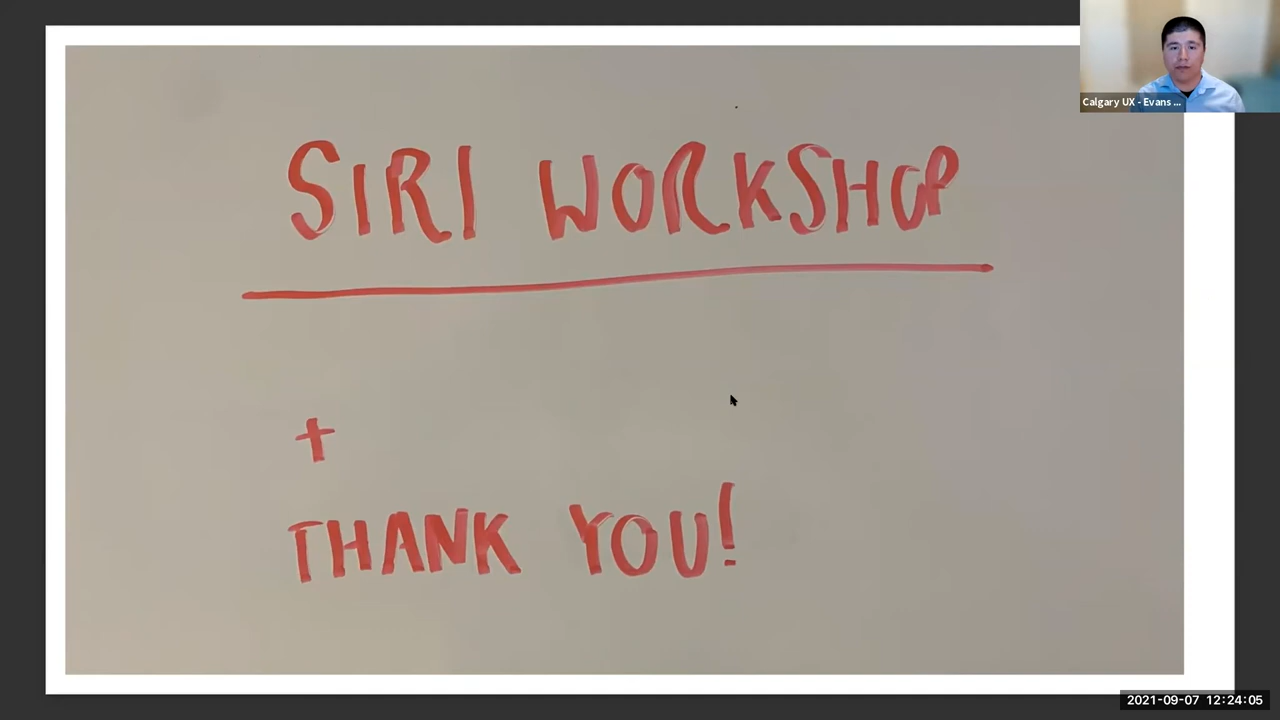 Calgary UX - Evans ...
SIRI WORKSHOP
+
THANK YOU!
2021-09-07 12:24:05